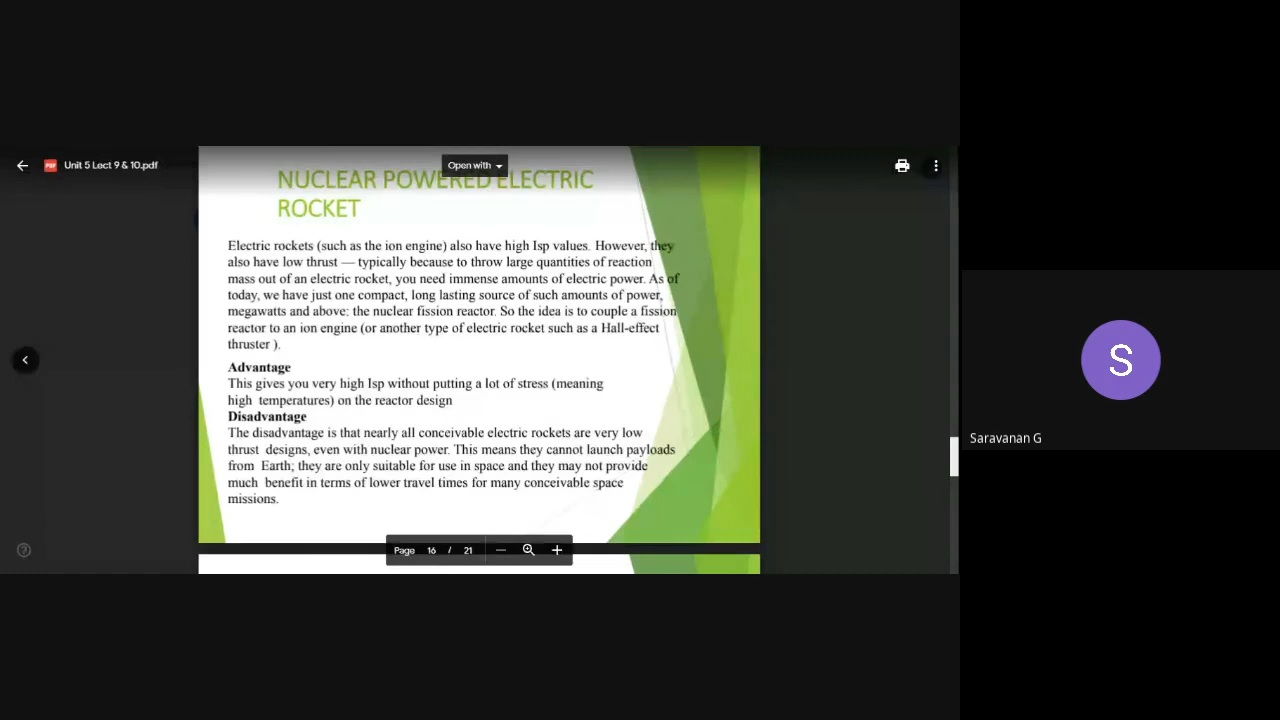 Unit 5 Lect 9 & 10.pdf
Open with
NUCLEAR POWERED ELECTRIC
ROCKET
Electric rockets (such as the ion engine) also have high Isp values. However, they
also have low thrust — typically because to throw large quantities of reaction
mass out of an electric rocket, you need immense amounts of electric power. As of
today, we have just one compact, long lasting source of such amounts of power,
megawatts and above: the nuclear fission reactor. So the idea is to couple a fission
reactor to an ion engine (or another type of electric rocket such as a Hall-effect
thruster ).
Advantage
This gives you very high Isp without putting a lot of stress (meaning
high temperatures) on the reactor design
Disadvantage
The disadvantage is that nearly all conceivable electric rockets are very low
thrust designs, even with nuclear power. This means they cannot launch payloads
from Earth; they are only suitable for use in space and they may not provide
much benefit in terms of lower travel times for many conceivable space
missions.
Page 16 / 21
S
Saravanan G